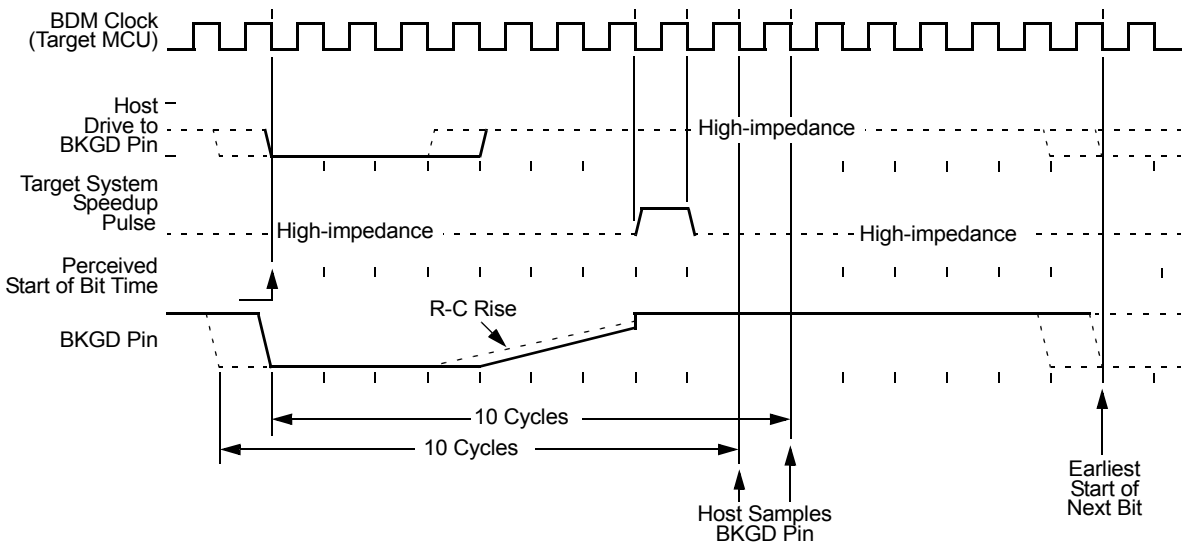 BDM Clock
(Target MCU)
Host
Drive to
BKGD Pin
High-impedance
Target System
Speedup
Pulse
High-impedance
High-impedance
Perceived
Start of Bit Time
R-C Rise
BKGD Pin
10 Cycles
10 Cycles
Earliest
Start of
Next Bit
Host Samples
BKGD Pin